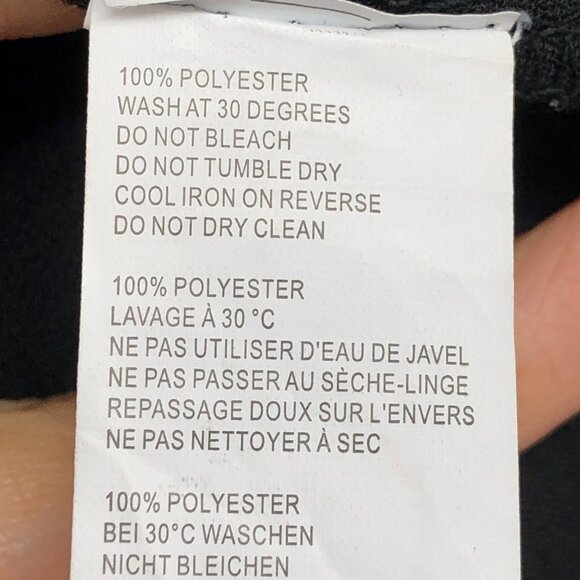 100% POLYESTER
WASH AT 30 DEGREES
DO NOT BLEACH
DO NOT TUMBLE DRY
COOL IRON ON REVERSE
DO NOT DRY CLEAN
100% POLYESTER
LAVAGE À 30 °C
NE PAS UTILISER D'EAU DE JAVEL
NE PAS PASSER AU SÈCHE-LINGE
REPASSAGE DOUX SUR L'ENVERS
NE PAS NETTOYER À SEC
100% POLYESTER
BEI 30°C WASCHEN
NICHT BLEICHEN